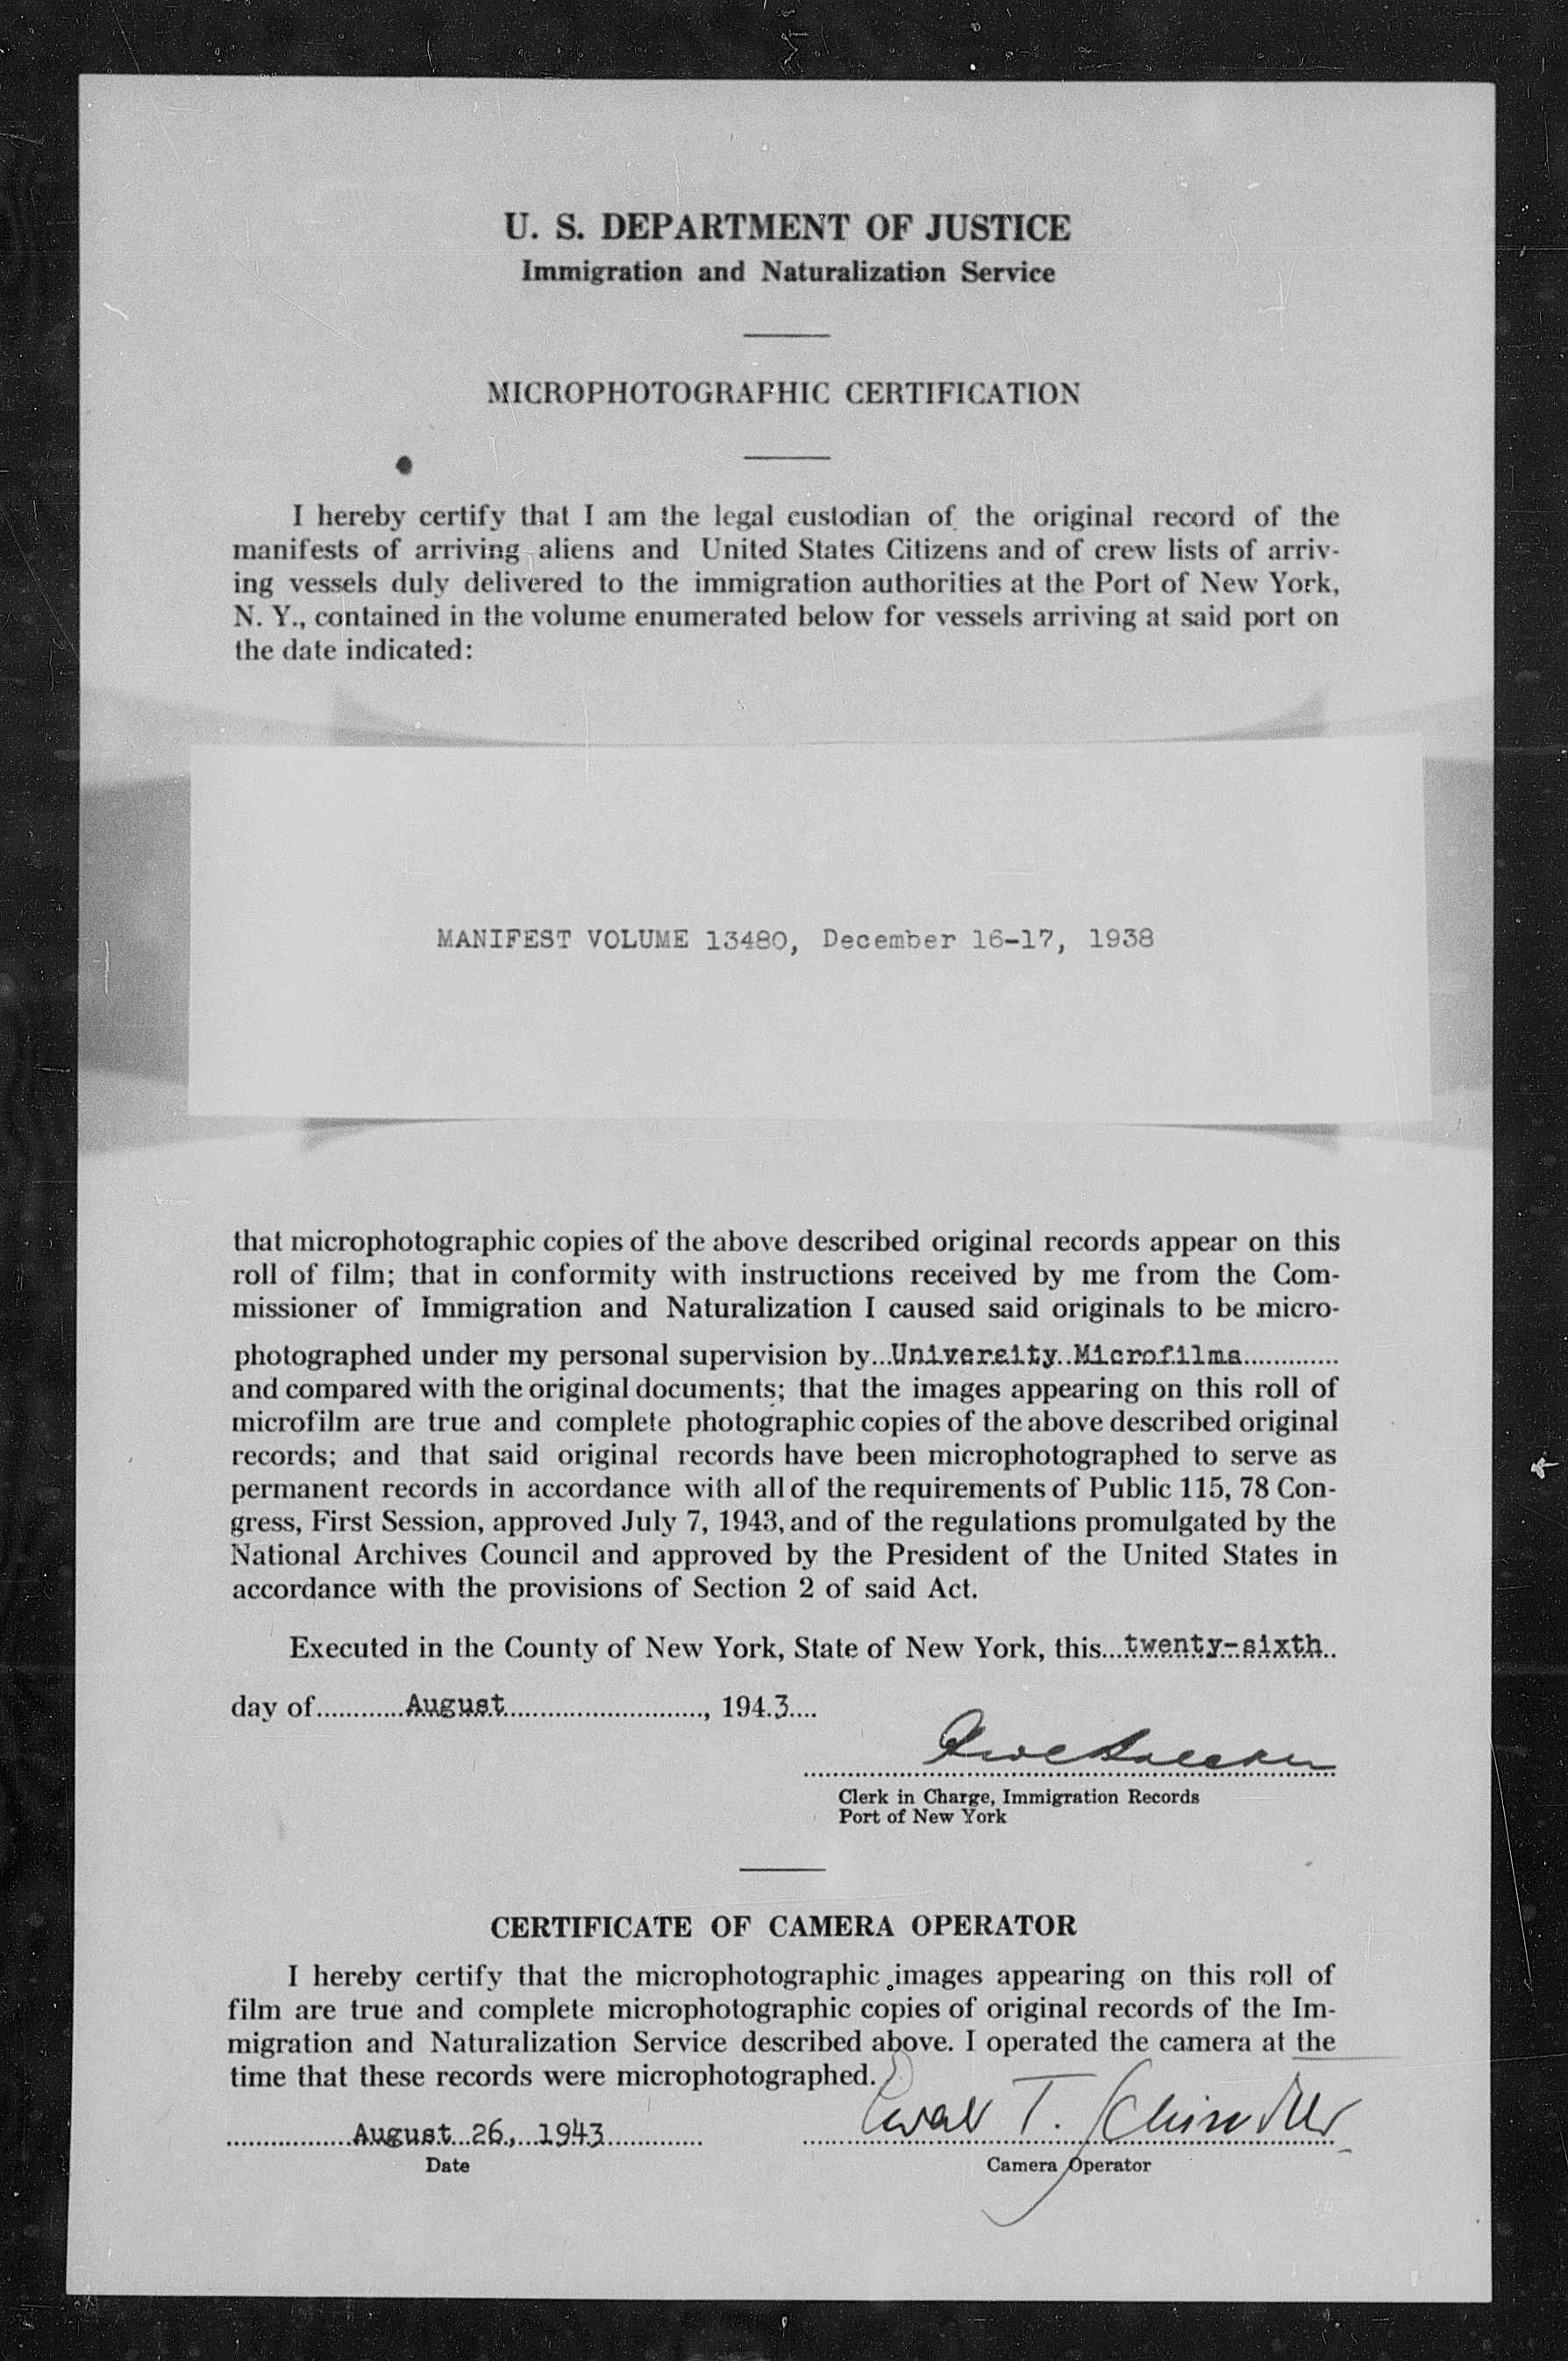 U. S. DEPARTMENT OF JUSTICE
Immigration and Naturalization Service
MICROPHOTOGRAPHIC CERTIFICATION
I hereby certify that I am the legal custodian of the original record of the
manifests of arriving aliens and United States Citizens and of crew lists of arriv-
ing vessels duly delivered to the immigration authorities at the Port of New York,
N. Y., contained in the volume enumerated below for vessels arriving at said port on
the date indicated:
MANIFEST VOLUME 13480, December 16-17, 1938
that microphotographic copies of the above described original records appear on this
roll of film; that in conformity with instructions received by me from the Com-
missioner of Immigration and Naturalization I caused said originals to be micro-
photographed under my personal supervision by...University Microfilms.............
and compared with the original documents; that the images appearing on this roll of
microfilm are true and complete photographic copies of the above described original
records; and that said original records have been microphotographed to serve as
permanent records in accordance with all of the requirements of Public 115, 78 Con-
gress, First Session, approved July 7, 1943, and of the regulations promulgated by the
National Archives Council and approved by the President of the United States in
accordance with the provisions of Section 2 of said Act.
Executed in the County of New York, State of New York, this....twenty-sixth..
day of............August............................., 194.3....
Clerk in Charge, Immigration Records
Port of New York
CERTIFICATE OF CAMERA OPERATOR
I hereby certify that the microphotographic images appearing on this roll of
film are true and complete microphotographic copies of original records of the Im-
migration and Naturalization Service described above. I operated the camera at the
time that these records were microphotographed.
August 26, 1943
T. Schindler
Date
Camera Operator